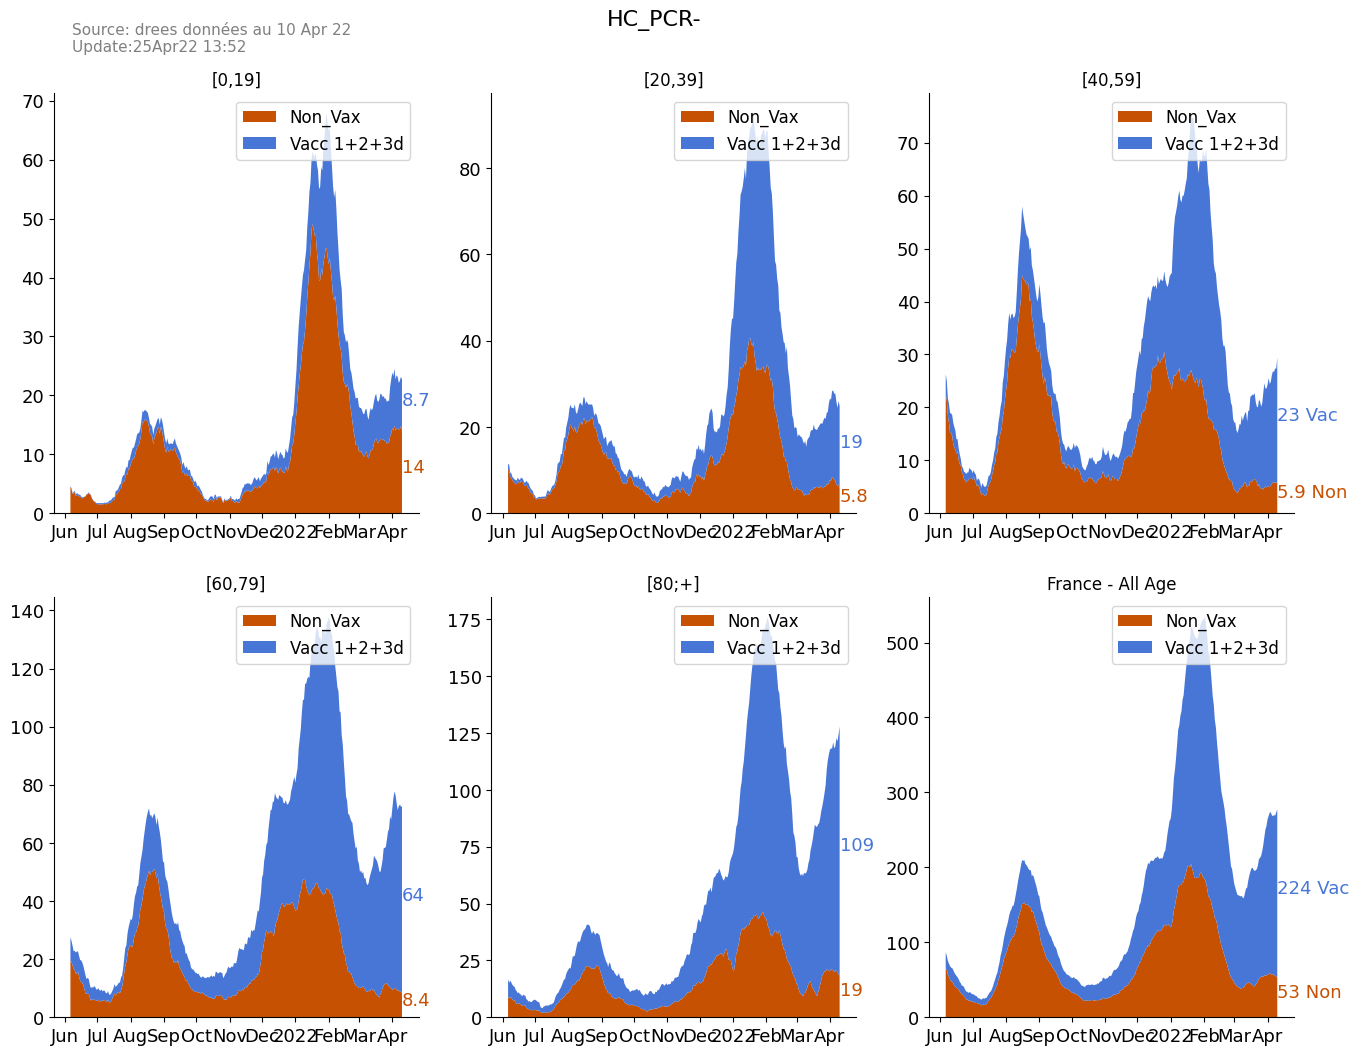 HC_PCR-
Source: drees données au 10 Apr 22
Update:25Apr22 13:52
[0,19]
70
60
50
40
30
20
10
0
Non_Vax
Vacc 1+2+3d
8.7
14
Jun Jul Aug Sep Oct Nov Dec 2022 Feb Mar Apr
[20,39]
80
60
40
20
0
Non_Vax
Vacc 1+2+3d
19
5.8
Jun Jul Aug Sep Oct Nov Dec 2022 Feb Mar Apr
[40,59]
70
60
50
40
30
20
10
0
Non_Vax
Vacc 1+2+3d
23 Vac
5.9 Non
Jun Jul Aug Sep Oct Nov Dec 2022 Feb Mar Apr
[60,79]
140
120
100
80
60
40
20
0
Non_Vax
Vacc 1+2+3d
64
8.4
Jun Jul Aug Sep Oct Nov Dec 2022 Feb Mar Apr
[80;+]
175
150
125
100
75
50
25
0
Non_Vax
Vacc 1+2+3d
109
19
Jun Jul Aug Sep Oct Nov Dec 2022 Feb Mar Apr
France - All Age
500
400
300
200
100
0
Non_Vax
Vacc 1+2+3d
224 Vac
53 Non
Jun Jul Aug Sep Oct Nov Dec 2022 Feb Mar Apr